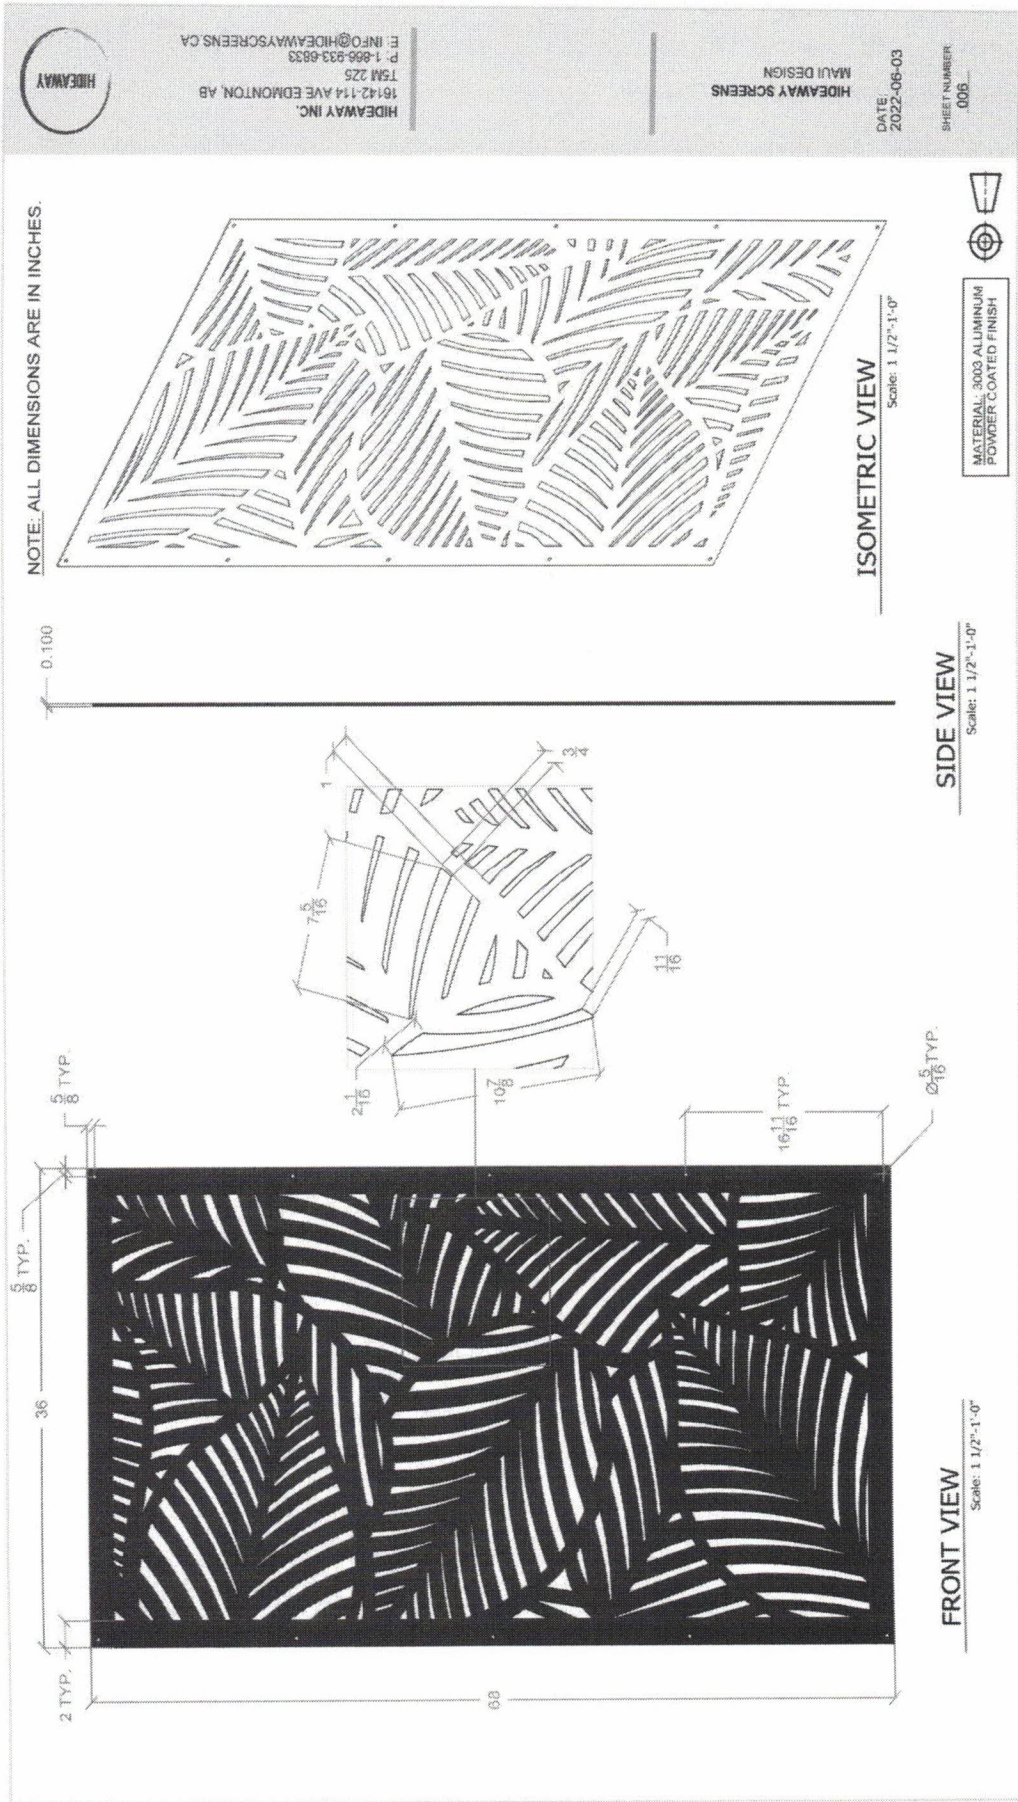 HIDEAWAY
HIDEAWAY INC.
16142-114 AVE EDMONTON, AB
T5M 2Z5
P: 1-866-933-6833
E: INFO@HIDEAWAYSCREENS.CA
HIDEAWAY SCREENS
MAUI DESIGN
DATE:
2022-06-03
SHEET NUMBER
006
NOTE: ALL DIMENSIONS ARE IN INCHES.
0.100
5/8 TYP.
5/8 TYP.
36
2 TYP.
68
16 11/16 TYP.
Ø5/16 TYP.
2 1/16
10 7/8
7 5/16
1
3/4
11/16
FRONT VIEW
Scale: 1 1/2"-1'-0"
SIDE VIEW
Scale: 1 1/2"-1'-0"
ISOMETRIC VIEW
Scale: 1 1/2"-1'-0"
MATERIAL: 3003 ALUMINUM
POWDER COATED FINISH